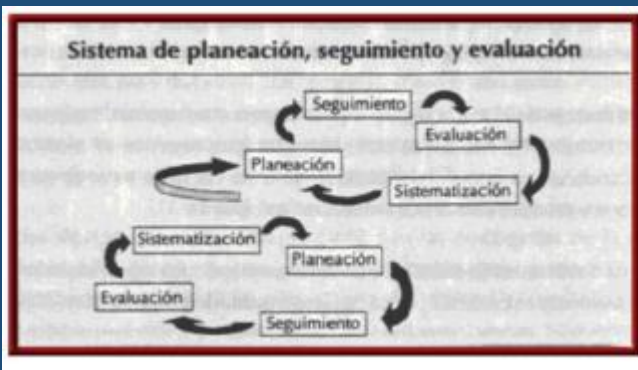 Sistema de planeación, seguimiento y evaluación
Seguimiento
Evaluación
Planeación
Sistematización
Sistematización
Planeación
Evaluación
Seguimiento